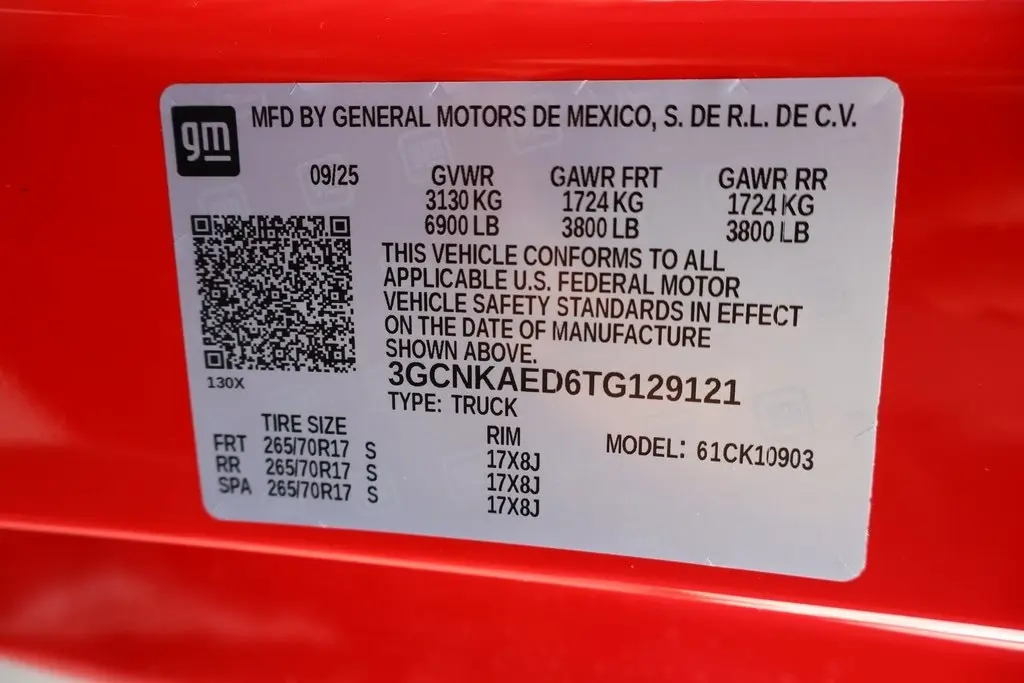 gm MFD BY GENERAL MOTORS DE MEXICO, S. DE R.L. DE C.V.
09/25 GVWR GAWR FRT GAWR RR
3130 KG 1724 KG 1724 KG
6900 LB 3800 LB 3800 LB
THIS VEHICLE CONFORMS TO ALL
APPLICABLE U.S. FEDERAL MOTOR
VEHICLE SAFETY STANDARDS IN EFFECT
ON THE DATE OF MANUFACTURE
SHOWN ABOVE.
130X
3GCNKAED6TG129121
TYPE: TRUCK
TIRE SIZE RIM MODEL: 61CK10903
FRT 265/70R17 S 17X8J
RR 265/70R17 S 17X8J
SPA 265/70R17 S 17X8J